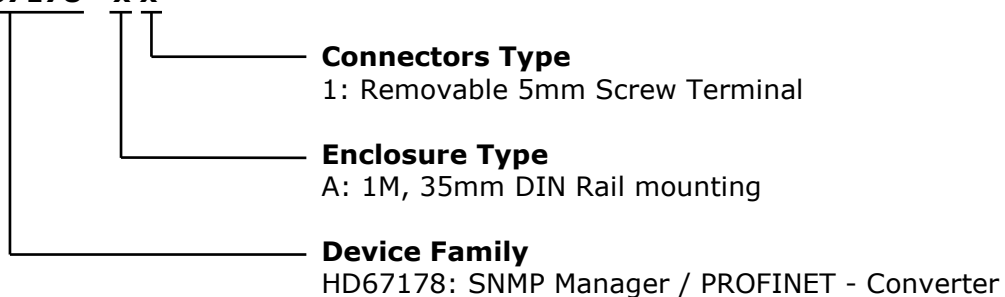 Connectors Type
1: Removable 5mm Screw Terminal
Enclosure Type
A: 1M, 35mm DIN Rail mounting
Device Family
HD67178: SNMP Manager / PROFINET - Converter